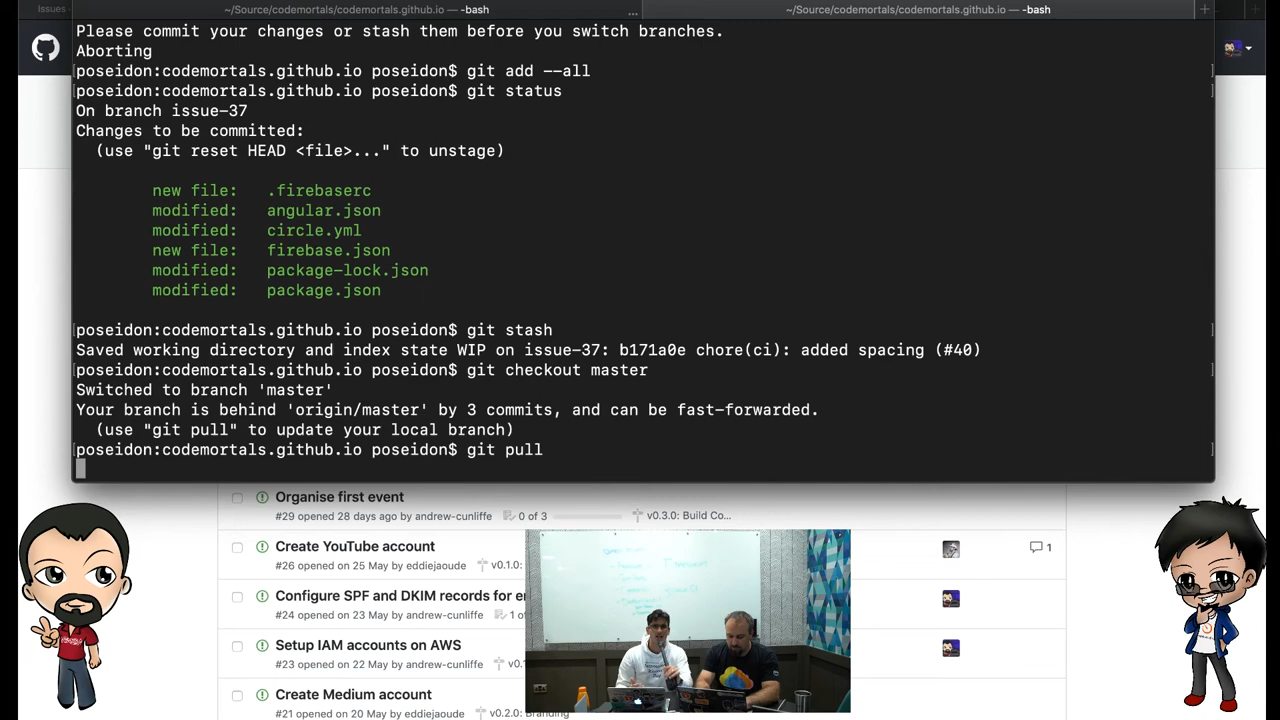 Issues
~/Source/codemortals/codemortals.github.io — -bash
...
~/Source/codemortals/codemortals.github.io — -bash
+
Please commit your changes or stash them before you switch branches.
Aborting
[poseidon:codemortals.github.io poseidon$ git add --all ]
[poseidon:codemortals.github.io poseidon$ git status ]
On branch issue-37
Changes to be committed:
(use "git reset HEAD <file>..." to unstage)
new file: .firebaserc
modified: angular.json
modified: circle.yml
new file: firebase.json
modified: package-lock.json
modified: package.json
[poseidon:codemortals.github.io poseidon$ git stash ]
Saved working directory and index state WIP on issue-37: b171a0e chore(ci): added spacing (#40)
[poseidon:codemortals.github.io poseidon$ git checkout master ]
Switched to branch 'master'
Your branch is behind 'origin/master' by 3 commits, and can be fast-forwarded.
(use "git pull" to update your local branch)
[poseidon:codemortals.github.io poseidon$ git pull ]
Organise first event
#29 opened 28 days ago by andrew-cunliffe 0 of 3 v0.3.0: Build Co...
Create YouTube account 1
#26 opened on 25 May by eddiejaoude v0.1.0:
Configure SPF and DKIM records for e
#24 opened on 23 May by andrew-cunliffe 1 o
Setup IAM accounts on AWS
#23 opened on 22 May by andrew-cunliffe v0.1
Create Medium account
#21 opened on 20 May by eddiejaoude v0.2.0: Branding